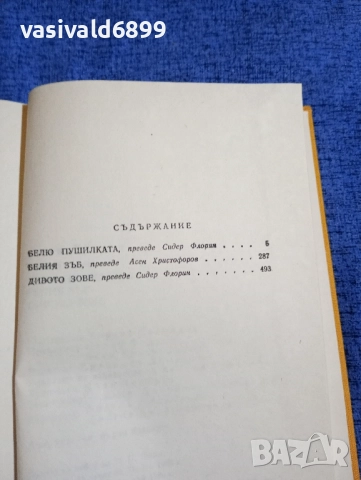 vasivald6899
СЪДЪРЖАНИЕ
БЕЛЮ ПУШИЛКАТА, преведе Сидер Флорин . . . . 5
БЕЛИЯ ЗЪБ, преведе Асен Христофоров . . . . . . 287
ДИВОТО ЗОВЕ, преведе Сидер Флорин . . . . . . 493
BAZAR